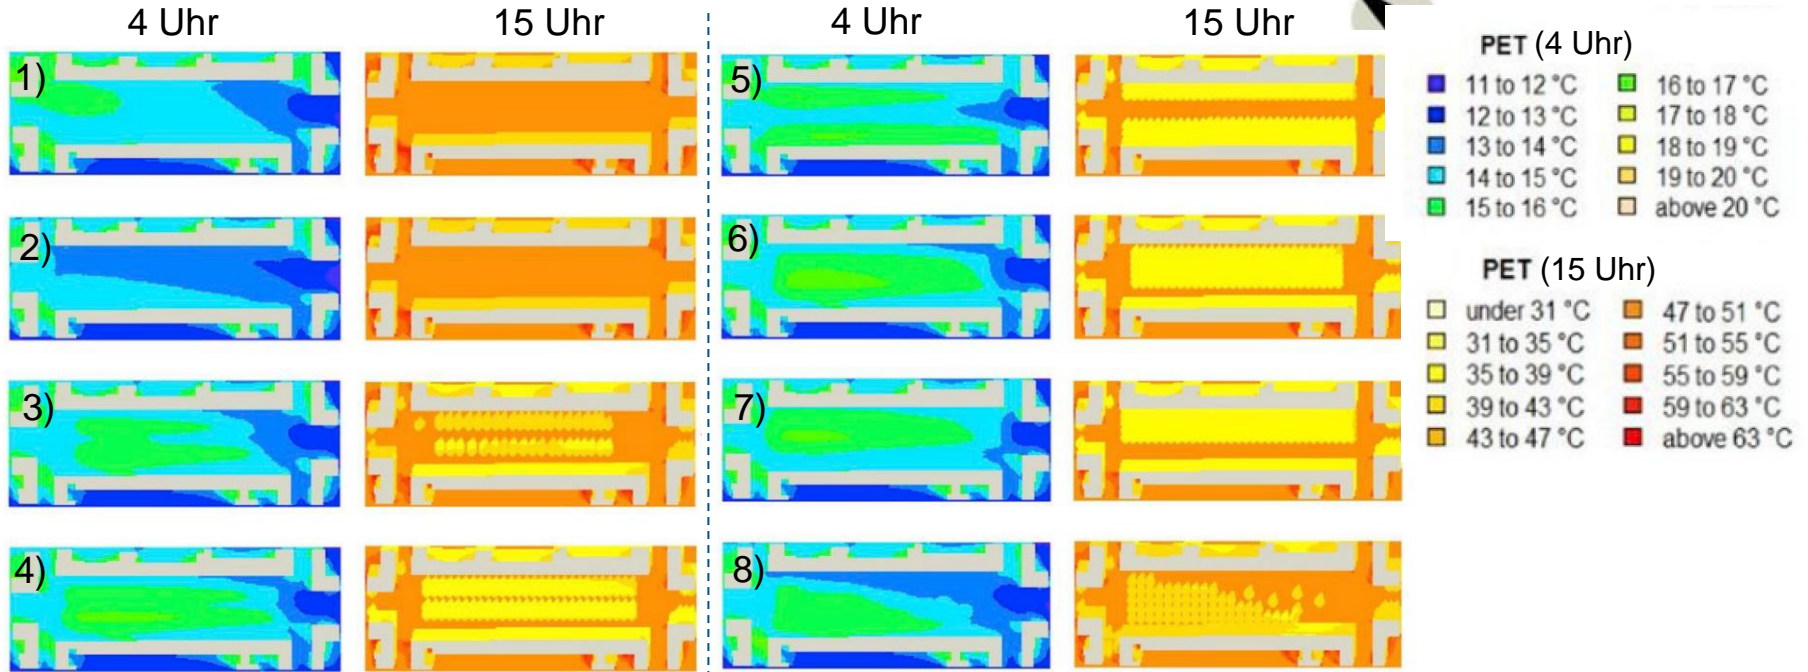 4 Uhr 15 Uhr 4 Uhr 15 Uhr
1)
2)
3)
4)
5)
6)
7)
8)
PET (4 Uhr)
11 to 12 °C 16 to 17 °C
12 to 13 °C 17 to 18 °C
13 to 14 °C 18 to 19 °C
14 to 15 °C 19 to 20 °C
15 to 16 °C above 20 °C
PET (15 Uhr)
under 31 °C 47 to 51 °C
31 to 35 °C 51 to 55 °C
35 to 39 °C 55 to 59 °C
39 to 43 °C 59 to 63 °C
43 to 47 °C above 63 °C